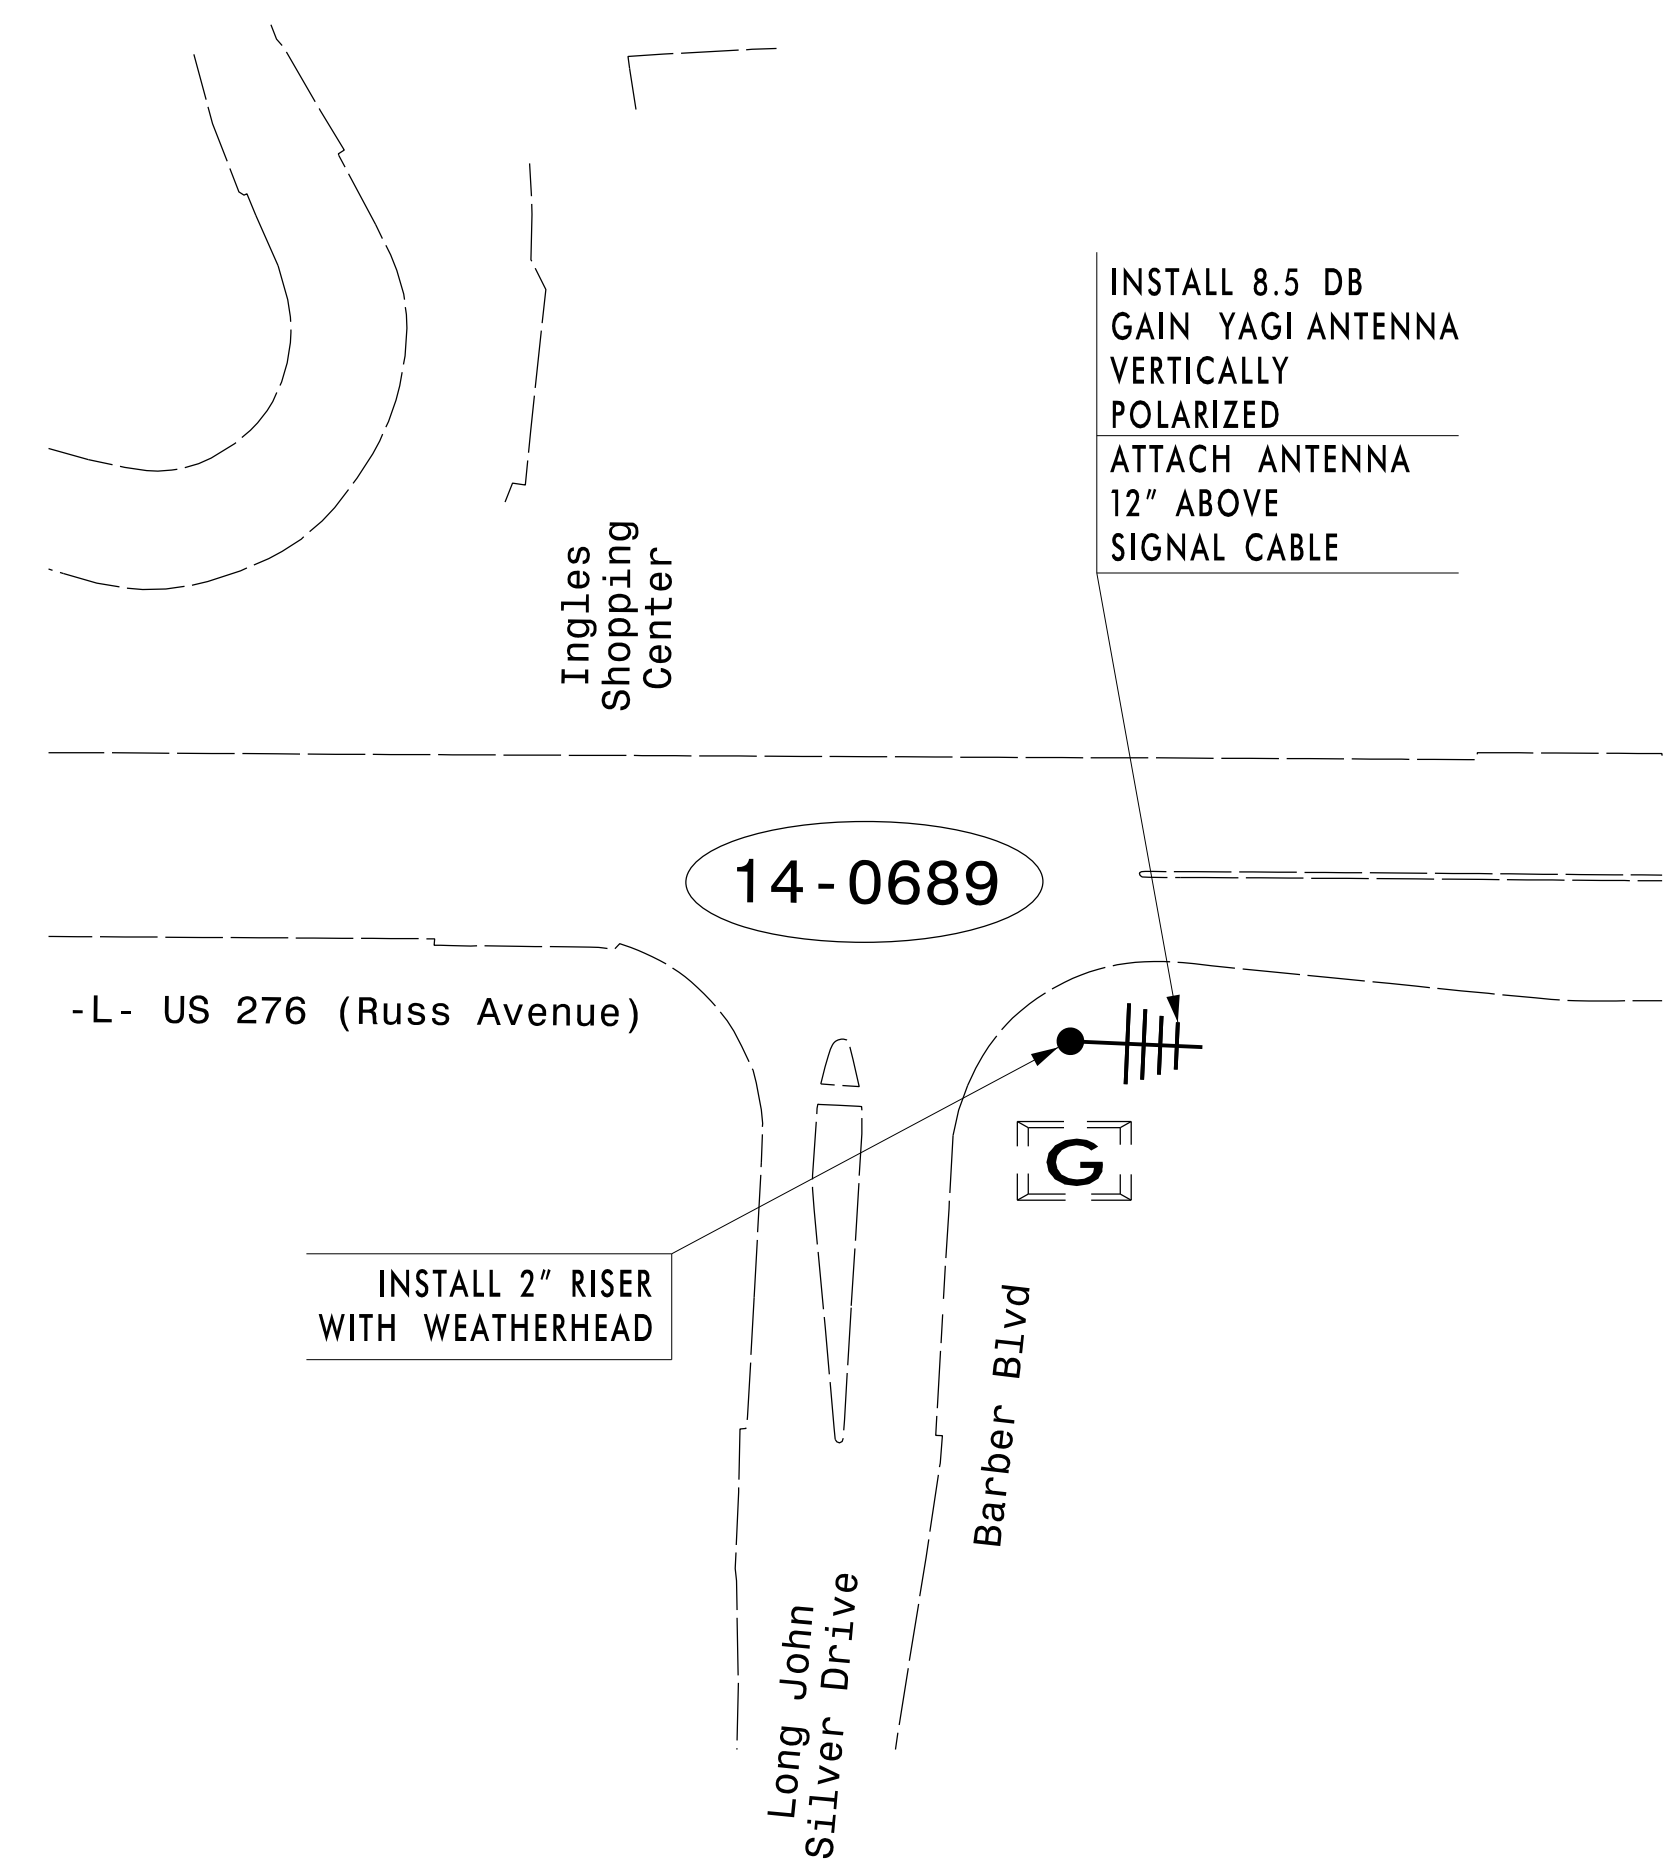 INSTALL 8.5 DB
GAIN YAGI ANTENNA
VERTICALLY
POLARIZED
ATTACH ANTENNA
12" ABOVE
SIGNAL CABLE
Ingles
Shopping
Center
14-0689
-L- US 276 (Russ Avenue)
G
INSTALL 2" RISER
WITH WEATHERHEAD
Barber Blvd
Long John
Silver Drive